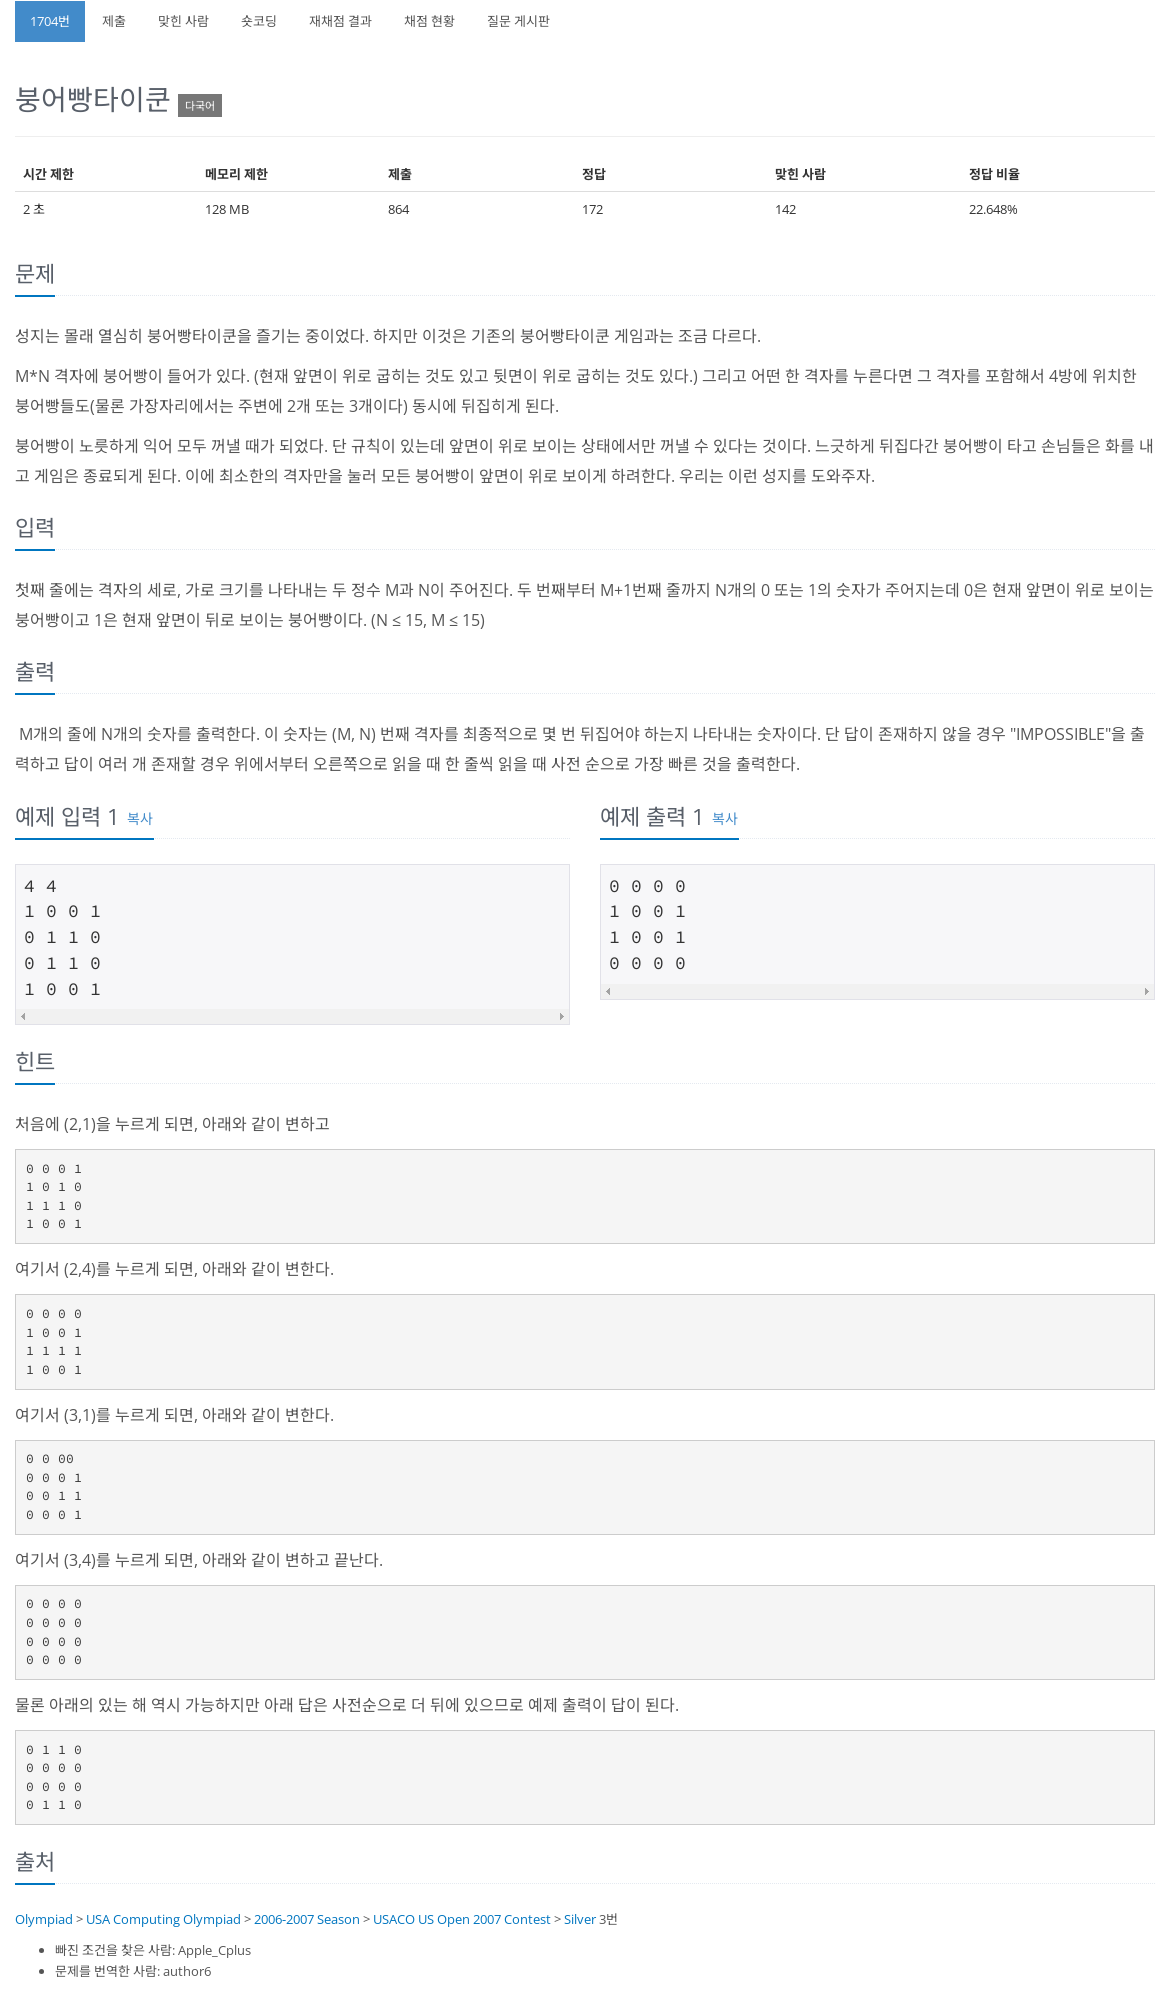 1704번 제출 맞힌 사람 숏코딩 재채점 결과 채점 현황 질문 게시판
붕어빵타이쿤 다국어
시간 제한 메모리 제한 제출 정답 맞힌 사람 정답 비율
2 초 128 MB 864 172 142 22.648%
문제
성지는 몰래 열심히 붕어빵타이쿤을 즐기는 중이었다. 하지만 이것은 기존의 붕어빵타이쿤 게임과는 조금 다르다.
M*N 격자에 붕어빵이 들어가 있다. (현재 앞면이 위로 굽히는 것도 있고 뒷면이 위로 굽히는 것도 있다.) 그리고 어떤 한 격자를 누른다면 그 격자를 포함해서 4방에 위치한
붕어빵들도(물론 가장자리에서는 주변에 2개 또는 3개이다) 동시에 뒤집히게 된다.
붕어빵이 노릇하게 익어 모두 꺼낼 때가 되었다. 단 규칙이 있는데 앞면이 위로 보이는 상태에서만 꺼낼 수 있다는 것이다. 느긋하게 뒤집다간 붕어빵이 타고 손님들은 화를 내
고 게임은 종료되게 된다. 이에 최소한의 격자만을 눌러 모든 붕어빵이 앞면이 위로 보이게 하려한다. 우리는 이런 성지를 도와주자.
입력
첫째 줄에는 격자의 세로, 가로 크기를 나타내는 두 정수 M과 N이 주어진다. 두 번째부터 M+1번째 줄까지 N개의 0 또는 1의 숫자가 주어지는데 0은 현재 앞면이 위로 보이는
붕어빵이고 1은 현재 앞면이 뒤로 보이는 붕어빵이다. (N ≤ 15, M ≤ 15)
출력
M개의 줄에 N개의 숫자를 출력한다. 이 숫자는 (M, N) 번째 격자를 최종적으로 몇 번 뒤집어야 하는지 나타내는 숫자이다. 단 답이 존재하지 않을 경우 "IMPOSSIBLE"을 출
력하고 답이 여러 개 존재할 경우 위에서부터 오른쪽으로 읽을 때 한 줄씩 읽을 때 사전 순으로 가장 빠른 것을 출력한다.
예제 입력 1 복사
4 4
1 0 0 1
0 1 1 0
0 1 1 0
1 0 0 1
예제 출력 1 복사
0 0 0 0
1 0 0 1
1 0 0 1
0 0 0 0
힌트
처음에 (2,1)을 누르게 되면, 아래와 같이 변하고
0 0 0 1
1 0 1 0
1 1 1 0
1 0 0 1
여기서 (2,4)를 누르게 되면, 아래와 같이 변한다.
0 0 0 0
1 0 0 1
1 1 1 1
1 0 0 1
여기서 (3,1)를 누르게 되면, 아래와 같이 변한다.
0 0 00
0 0 0 1
0 0 1 1
0 0 0 1
여기서 (3,4)를 누르게 되면, 아래와 같이 변하고 끝난다.
0 0 0 0
0 0 0 0
0 0 0 0
0 0 0 0
물론 아래의 있는 해 역시 가능하지만 아래 답은 사전순으로 더 뒤에 있으므로 예제 출력이 답이 된다.
0 1 1 0
0 0 0 0
0 0 0 0
0 1 1 0
출처
Olympiad > USA Computing Olympiad > 2006-2007 Season > USACO US Open 2007 Contest > Silver 3번
빠진 조건을 찾은 사람: Apple_Cplus
문제를 번역한 사람: author6